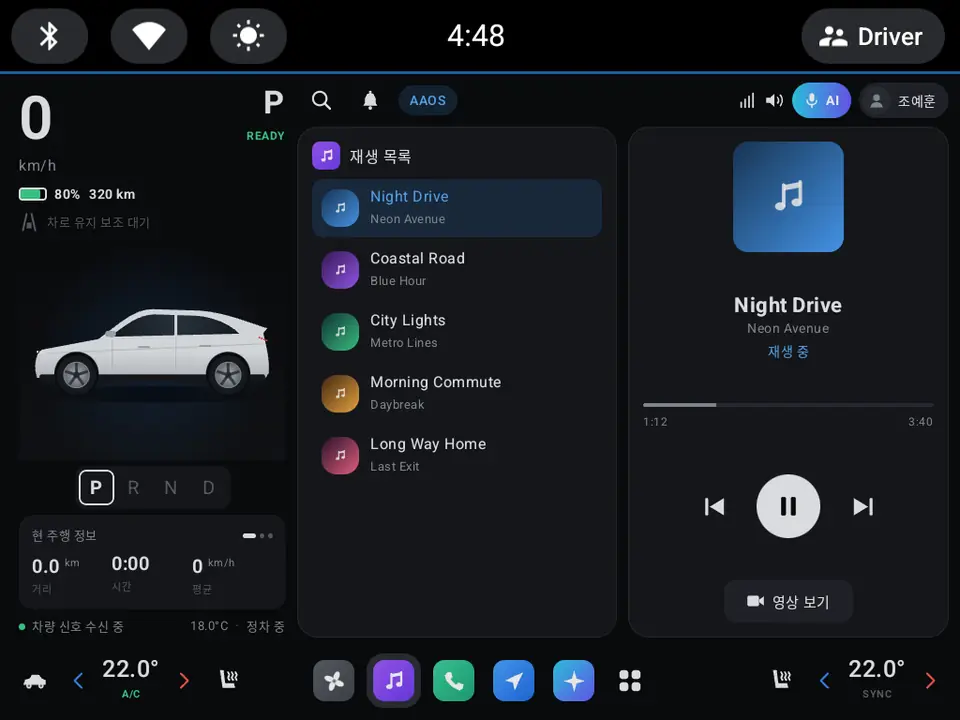 4:48
Driver
0
P
READY
km/h
80% 320 km
차로 유지 보조 대기
P R N D
현 주행 정보
0.0 km
거리
0:00
시간
0 km/h
평균
차량 신호 수신 중
18.0°C · 정차 중
AAOS
AI
조예훈
재생 목록
Night Drive
Neon Avenue
Coastal Road
Blue Hour
City Lights
Metro Lines
Morning Commute
Daybreak
Long Way Home
Last Exit
Night Drive
Neon Avenue
재생 중
1:12
3:40
영상 보기
22.0°
A/C
22.0°
SYNC